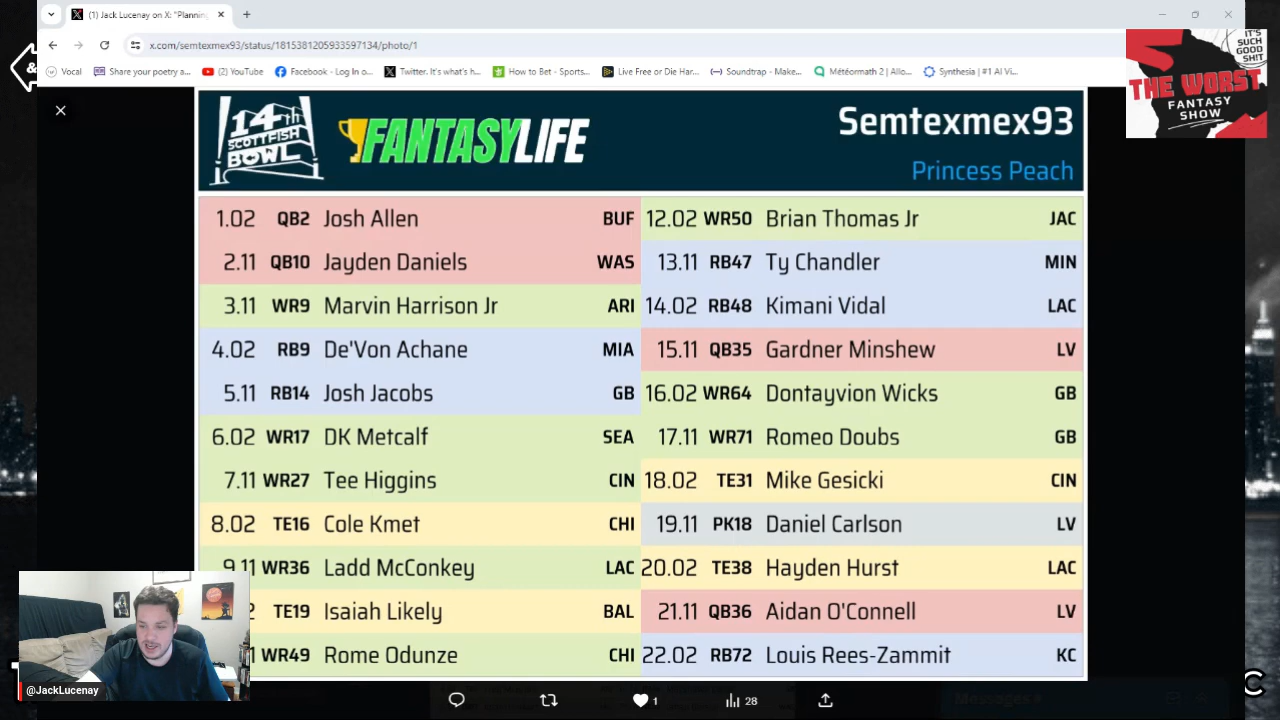 (1) Jack Lucenay on X: "Planning
x.com/semtexmex93/status/1815381205933597134/photo/1
Vocal
Share your poetry a...
(2) YouTube
Facebook - Log In o...
Twitter. It's what's h...
How to Bet - Sports...
Live Free or Die Har...
Soundtrap - Make...
Météormath 2 | Allo...
Synthesia | #1 AI Vi...
IT'S SUCH GOOD SH!T!
THE WORST
FANTASY
SHOW
&
14th
SCOTTFISH
BOWL
FANTASYLIFE
Semtexmex93
Princess Peach
1.02 QB2 Josh Allen BUF
2.11 QB10 Jayden Daniels WAS
3.11 WR9 Marvin Harrison Jr ARI
4.02 RB9 De'Von Achane MIA
5.11 RB14 Josh Jacobs GB
6.02 WR17 DK Metcalf SEA
7.11 WR27 Tee Higgins CIN
8.02 TE16 Cole Kmet CHI
9.11 WR36 Ladd McConkey LAC
TE19 Isaiah Likely BAL
WR49 Rome Odunze CHI
12.02 WR50 Brian Thomas Jr JAC
13.11 RB47 Ty Chandler MIN
14.02 RB48 Kimani Vidal LAC
15.11 QB35 Gardner Minshew LV
16.02 WR64 Dontayvion Wicks GB
17.11 WR71 Romeo Doubs GB
18.02 TE31 Mike Gesicki CIN
19.11 PK18 Daniel Carlson LV
20.02 TE38 Hayden Hurst LAC
21.11 QB36 Aidan O'Connell LV
22.02 RB72 Louis Rees-Zammit KC
@JackLucenay
1
28
Messages
C